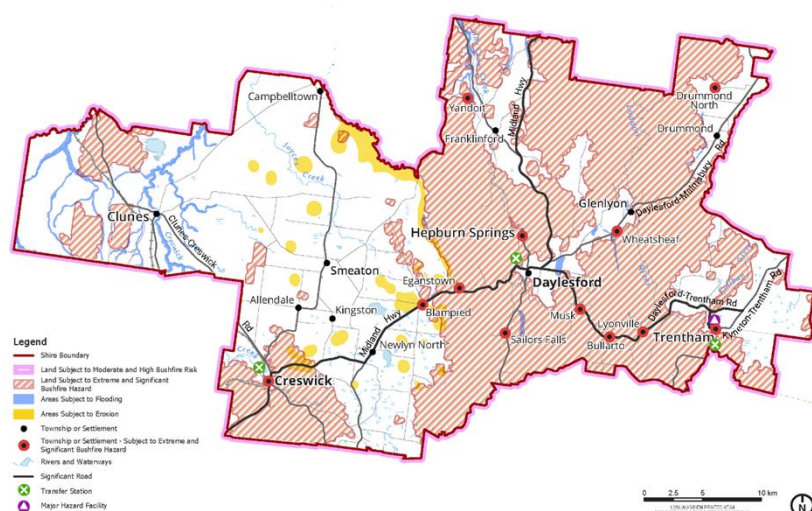 Campbelltown
Joyces Creek
Yandoit
Franklinford
Midland Hwy
Drummond North
Drummond
Daylesford-Malmsbury Rd
Glenlyon
Wheatsheaf
Clunes
Clunes-Creswick
Creswick
Rd
Creek
Hepburn Springs
Daylesford
Smeaton
Eganstown
Blampied
Allendale
Kingston
Midland Hwy
Newlyn North
Creswick
Musk
Sailors Falls
Bullarto
Lyonville
Daylesford-Trentham Rd
Trentham
Kyneton-Trentham Rd
Legend
Shire Boundary
Land Subject to Moderate and High Bushfire Risk
Land Subject to Extreme and Significant
Bushfire Hazard
Areas Subject to Flooding
Areas Subject to Erosion
Township or Settlement
Township or Settlement - Subject to Extreme and
Significant Bushfire Hazard
Rivers and Waterways
Significant Road
Transfer Station
Major Hazard Facility
0 2.5 5 10 km
N